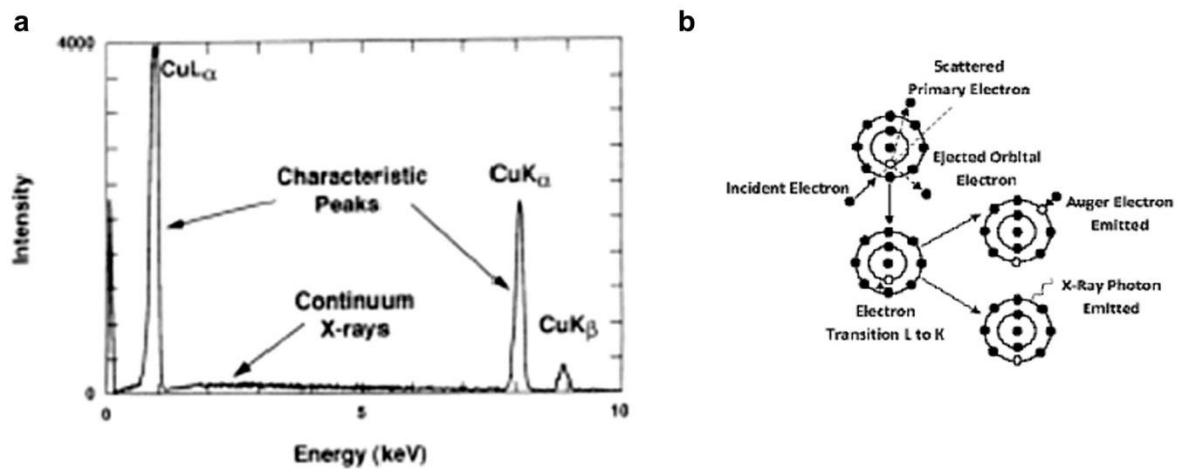 a
4000
CuLα
Characteristic
Peaks
CuKα
Continuum
X-rays
CuKβ
Intensity
0
0
5
10
Energy (keV)
b
Scattered
Primary Electron
Incident Electron
Ejected Orbital
Electron
Auger Electron
Emitted
Electron
Transition L to K
X-Ray Photon
Emitted